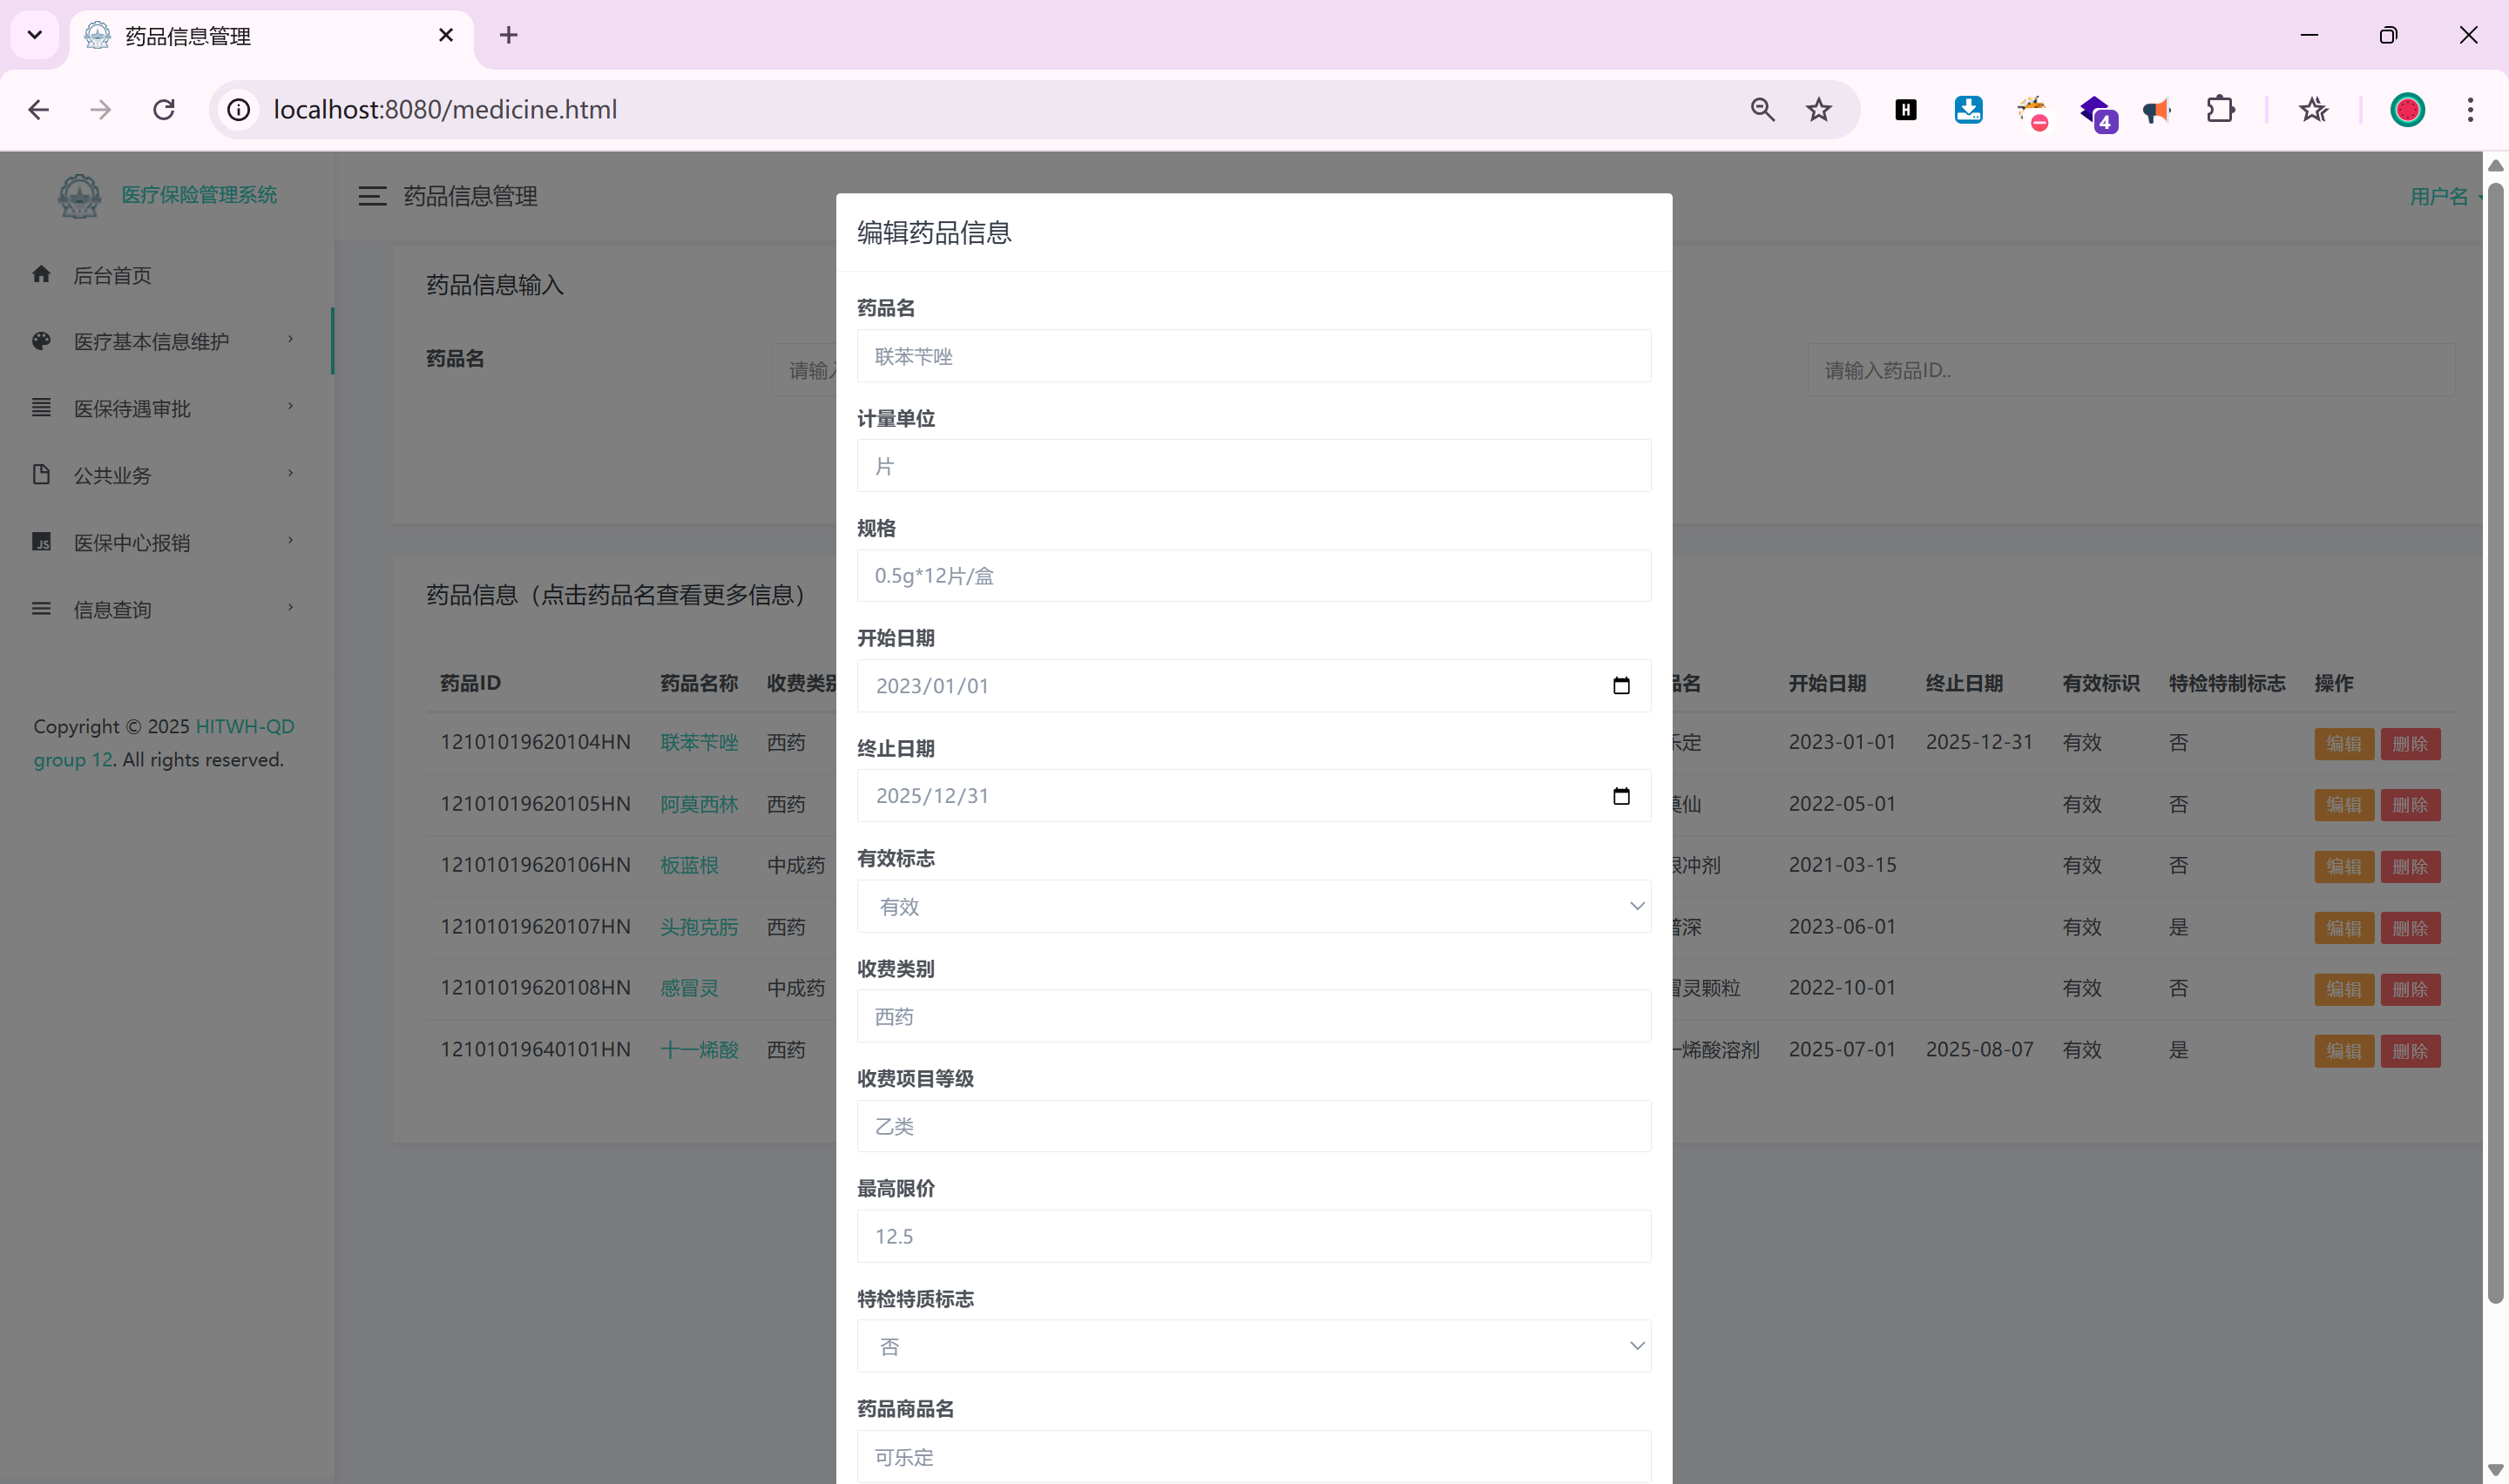 药品信息管理
localhost:8080/medicine.html
H
4
医疗保险管理系统
药品信息管理
用户名
后台首页
医疗基本信息维护
医保待遇审批
公共业务
JS
医保中心报销
信息查询
Copyright © 2025 HITWH-QD
group 12. All rights reserved.
药品信息输入
药品名
请输入
请输入药品ID..
药品信息（点击药品名查看更多信息）
药品ID 药品名称 收费类别 品名 开始日期 终止日期 有效标识 特检特制标志 操作
12101019620104HN 联苯苄唑 西药 乐定 2023-01-01 2025-12-31 有效 否 编辑 删除
12101019620105HN 阿莫西林 西药 莫仙 2022-05-01 有效 否 编辑 删除
12101019620106HN 板蓝根 中成药 根冲剂 2021-03-15 有效 否 编辑 删除
12101019620107HN 头孢克肟 西药 普深 2023-06-01 有效 是 编辑 删除
12101019620108HN 感冒灵 中成药 冒灵颗粒 2022-10-01 有效 否 编辑 删除
12101019640101HN 十一烯酸 西药 一烯酸溶剂 2025-07-01 2025-08-07 有效 是 编辑 删除
编辑药品信息
药品名
联苯苄唑
计量单位
片
规格
0.5g*12片/盒
开始日期
2023/01/01
终止日期
2025/12/31
有效标志
有效
收费类别
西药
收费项目等级
乙类
最高限价
12.5
特检特质标志
否
药品商品名
可乐定